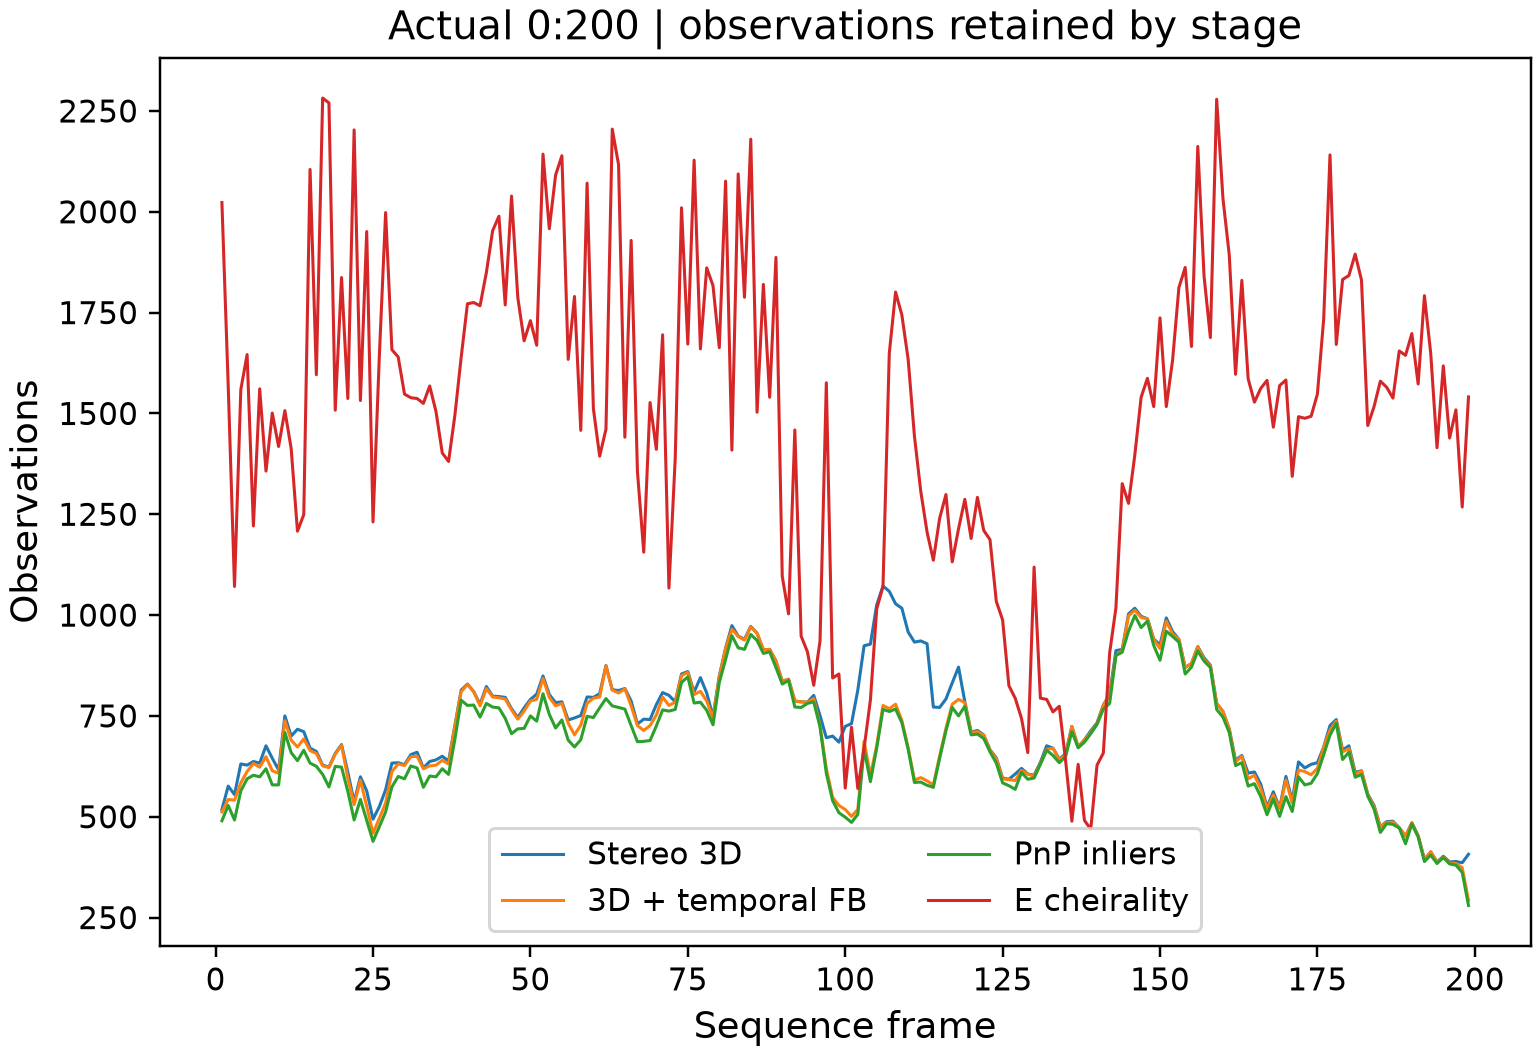 Actual 0:200 | observations retained by stage
Observations
2250
2000
1750
1500
1250
1000
750
500
250
Stereo 3D
3D + temporal FB
PnP inliers
E cheirality
0 25 50 75 100 125 150 175 200
Sequence frame